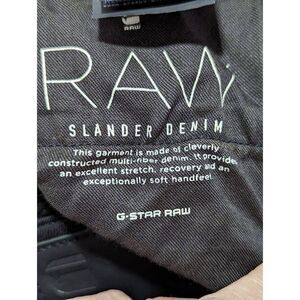 RAW
RAW
SLANDER DENIM
This garment is made of cleverly
constructed multi-fiber denim. It provides
an excellent stretch, recovery and an
exceptionally soft handfeel
G-STAR RAW